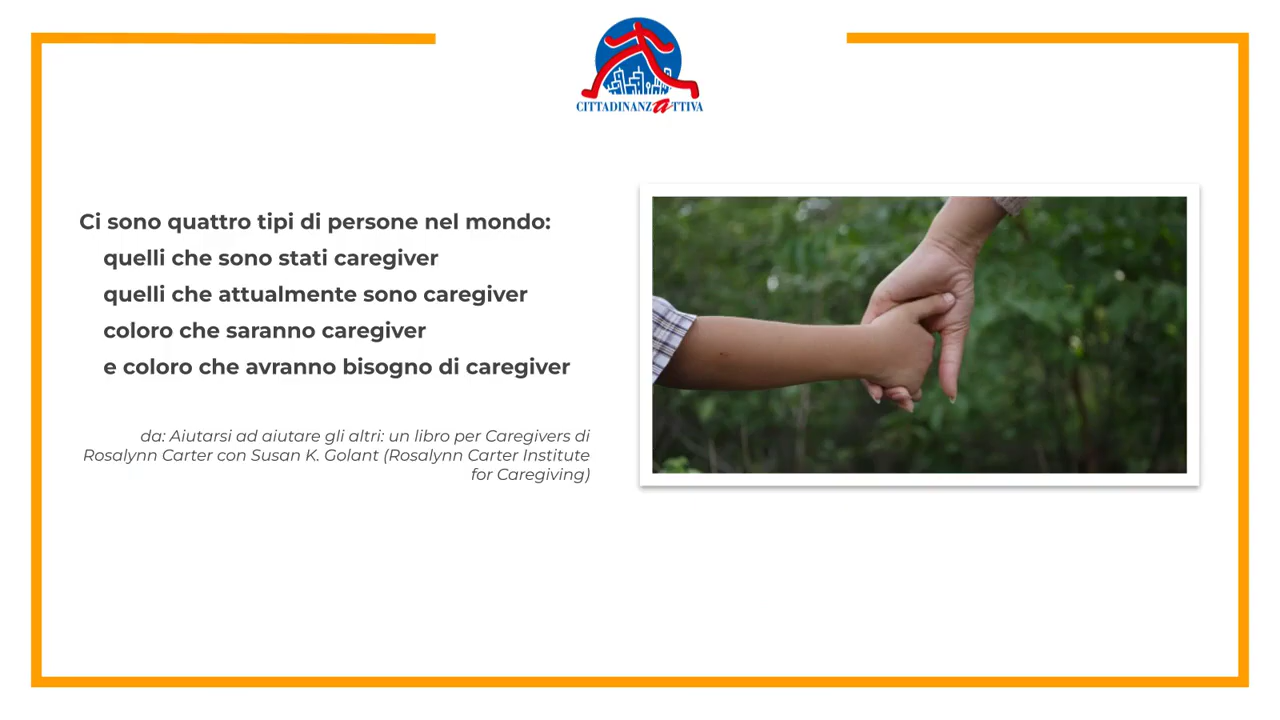 CITTADINANZATTIVA
Ci sono quattro tipi di persone nel mondo:
quelli che sono stati caregiver
quelli che attualmente sono caregiver
coloro che saranno caregiver
e coloro che avranno bisogno di caregiver
da: Aiutarsi ad aiutare gli altri: un libro per Caregivers di
Rosalynn Carter con Susan K. Golant (Rosalynn Carter Institute
for Caregiving)